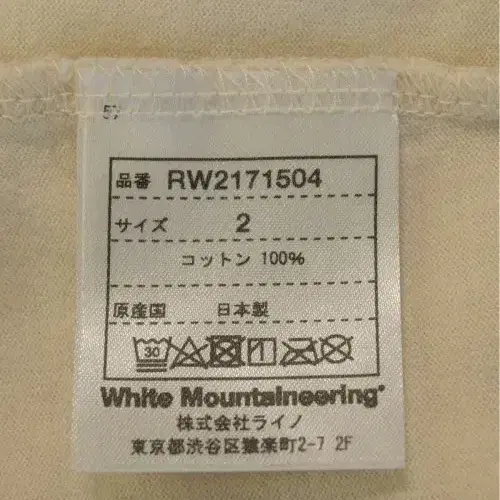 品番 RW2171504
サイズ 2
コットン 100%
原産国 日本製
30
White Mountaineering®
株式会社ライノ
東京都渋谷区猿楽町2-7 2F